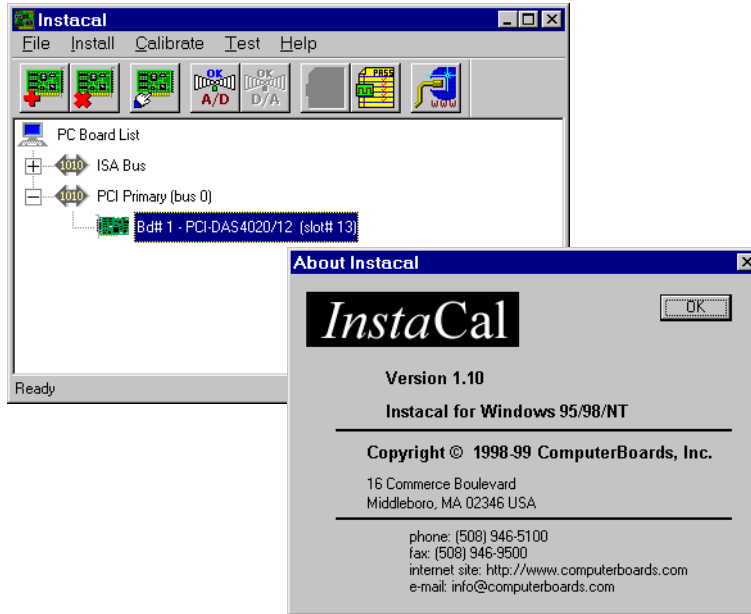 Instacal
File Install Calibrate Test Help
OK A/D
OK D/A
PASS
WWW
PC Board List
1010 ISA Bus
1010 PCI Primary (bus 0)
Bd# 1 - PCI-DAS4020/12 (slot# 13)
Ready
About Instacal
InstaCal
OK
Version 1.10
Instacal for Windows 95/98/NT
Copyright © 1998-99 ComputerBoards, Inc.
16 Commerce Boulevard
Middleboro, MA 02346 USA
phone: (508) 946-5100
fax: (508) 946-9500
internet site: http://www.computerboards.com
e-mail: info@computerboards.com